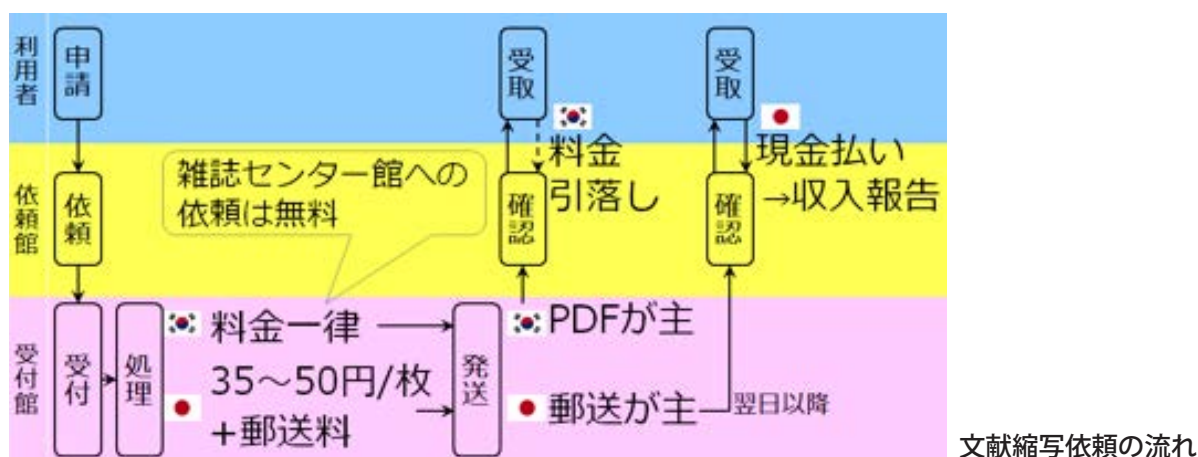 利用者
申請
受取
受取
料金
引落し
現金払い
→収入報告
依頼館
依頼
雑誌センター館への
依頼は無料
確認
確認
受付館
受付
処理
料金一律
35～50円/枚
+郵送料
発送
PDFが主
郵送が主
翌日以降
文献縮写依頼の流れ